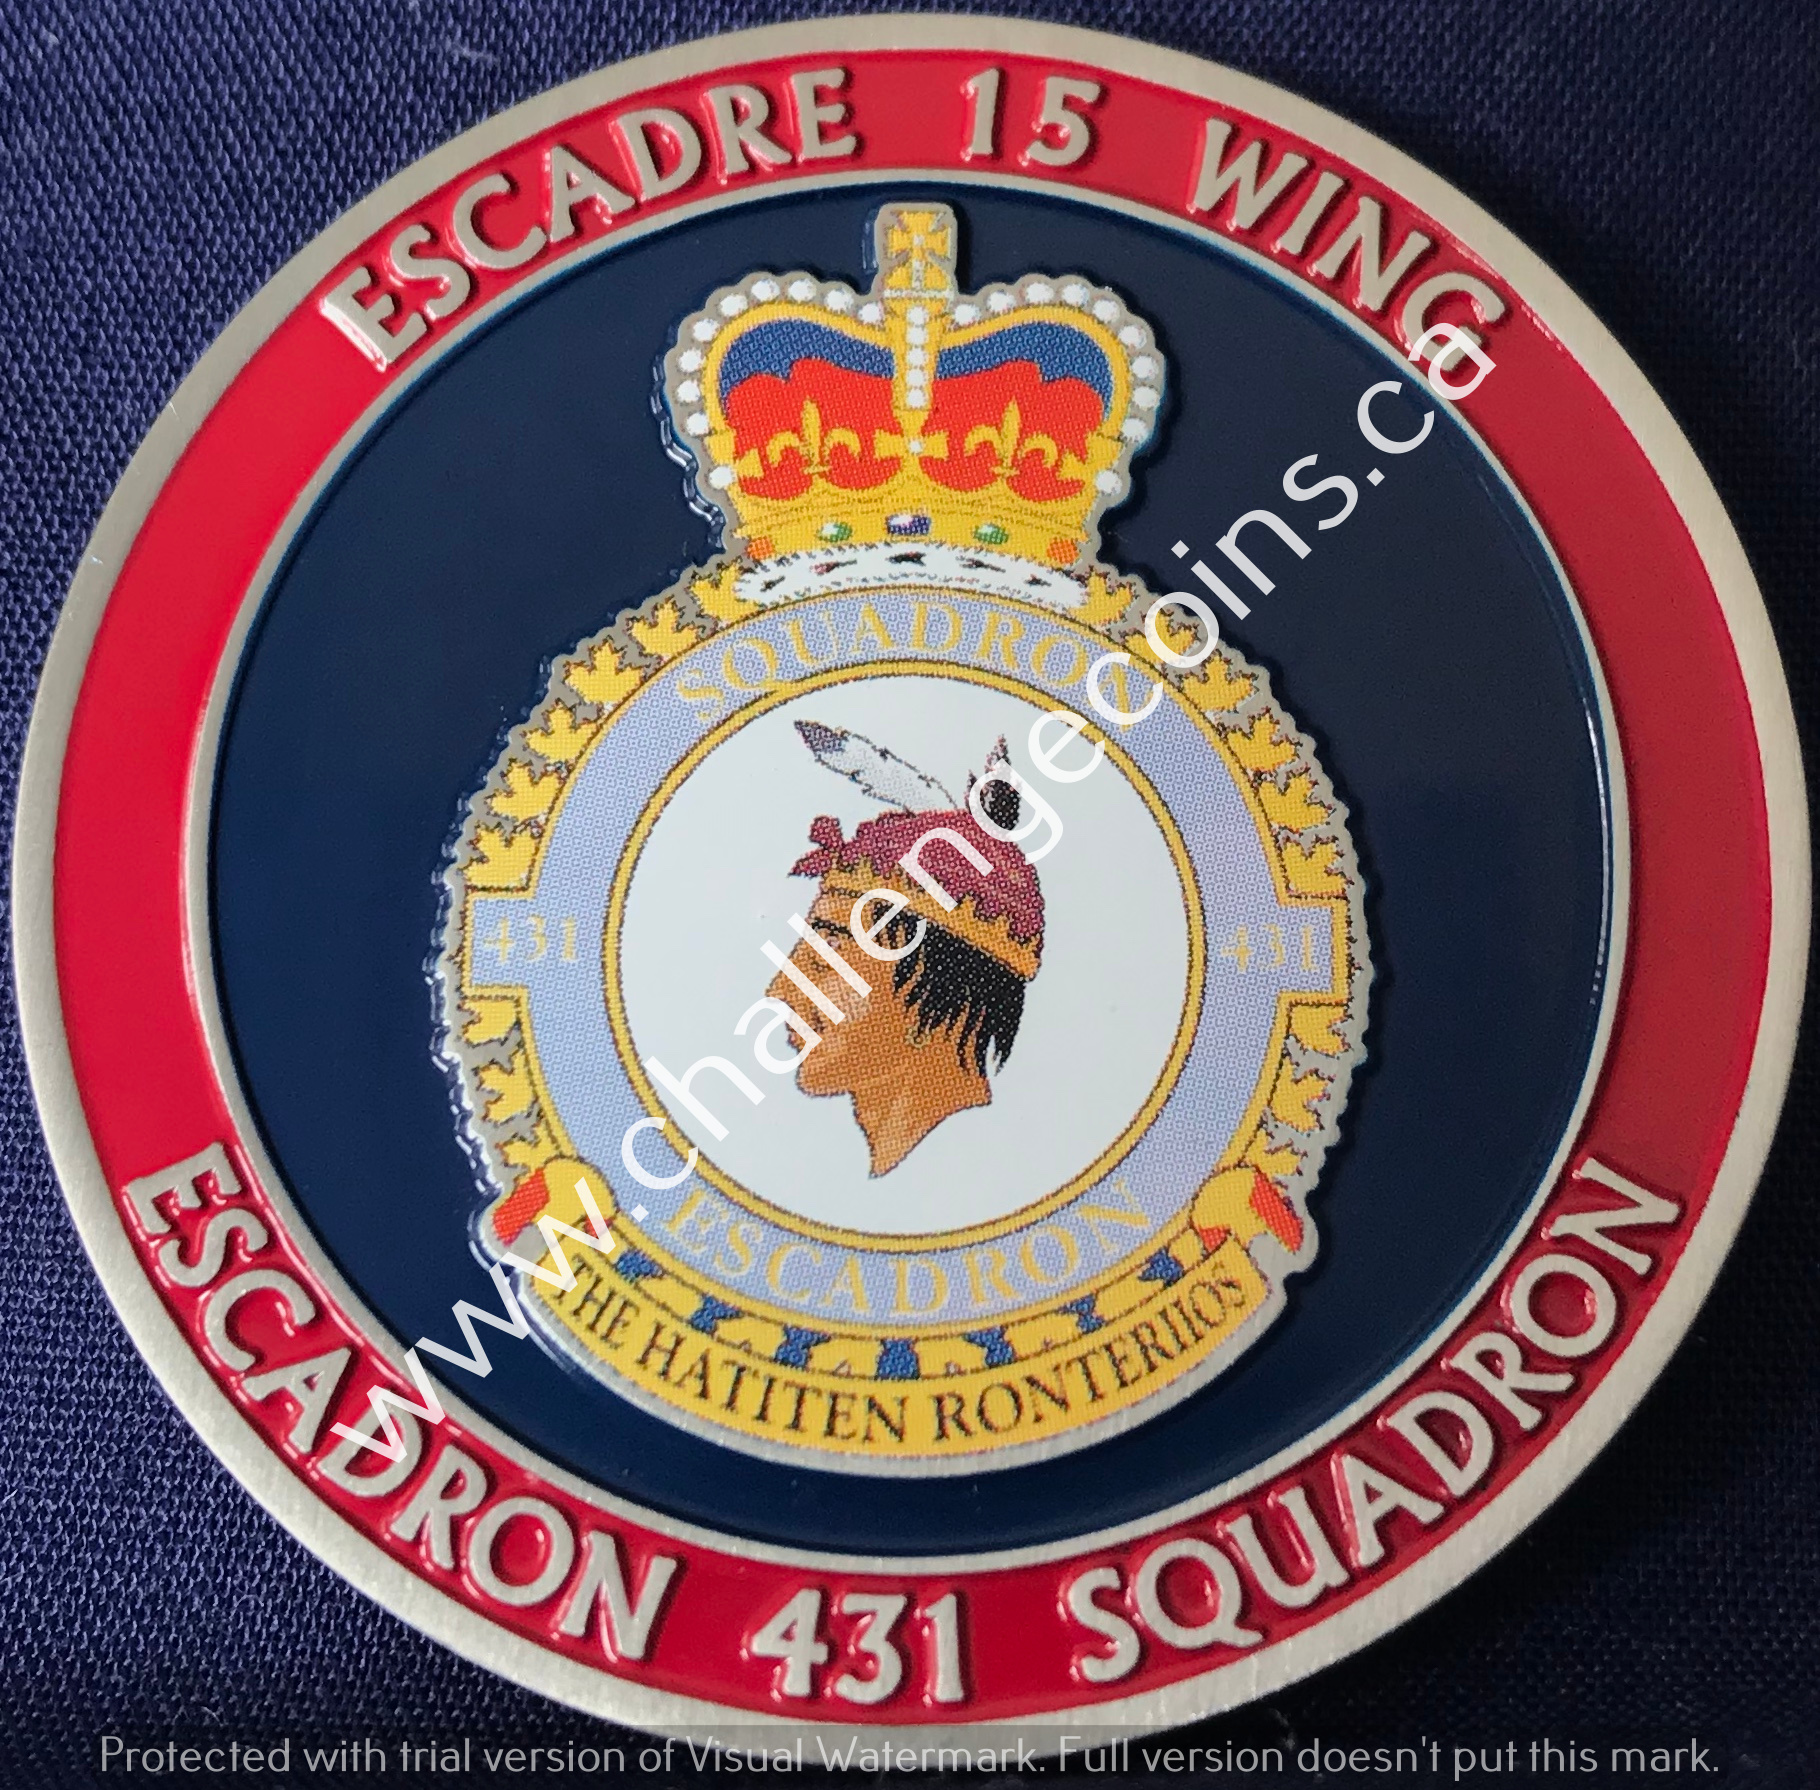 ESCADRE 15 WING
SQUADRON
431 431
ESCADRON
THE HATITEN RONTERIIOS
ESCADRON 431 SQUADRON
www.challengecoins.ca
Protected with trial version of Visual Watermark. Full version doesn't put this mark.